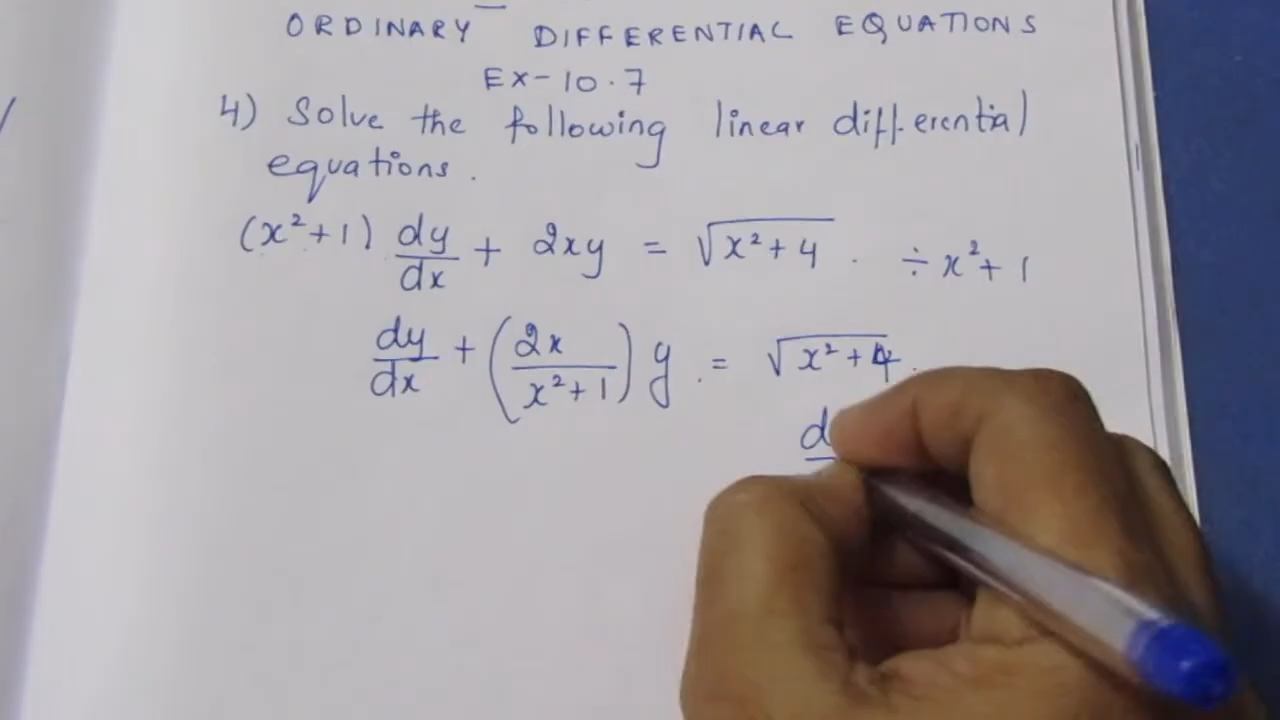 ORDINARY DIFFERENTIAL EQUATIONS
Ex-10.7
4) Solve the following linear differential
equations.
(x²+1) dy/dx + 2xy = √(x²+4) . ÷ x²+1
dy/dx + (2x/(x²+1)) y = √(x²+4)
d